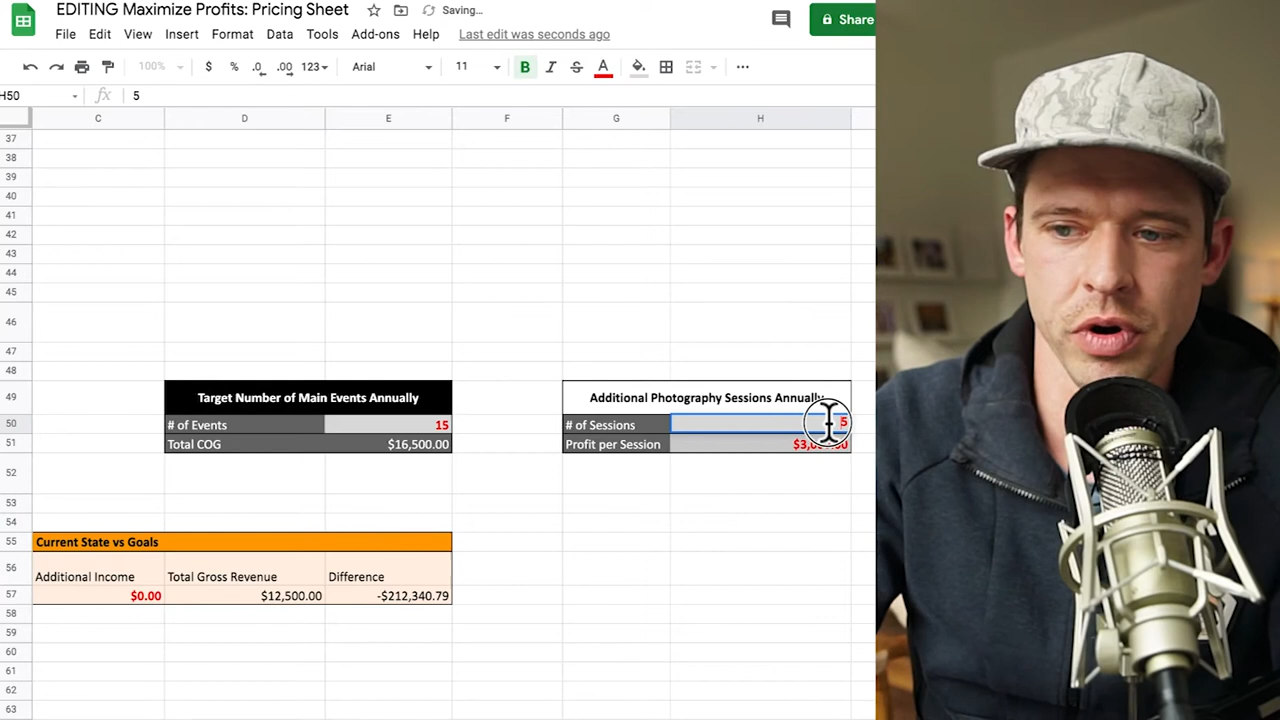 EDITING Maximize Profits: Pricing Sheet Saving...
File Edit View Insert Format Data Tools Add-ons Help Last edit was seconds ago
Share
100% $ % .0 .00 123 Arial 11 B I S A
H50 fx 5
C D E F G H
37
38
39
40
41
42
43
44
45
46
47
48
49 Target Number of Main Events Annually Additional Photography Sessions Annually
50 # of Events 15 # of Sessions 5
51 Total COG $16,500.00 Profit per Session
52
53
54
55 Current State vs Goals
56 Additional Income Total Gross Revenue Difference
57 $0.00 $12,500.00 -$212,340.79
58
59
60
61
62
63